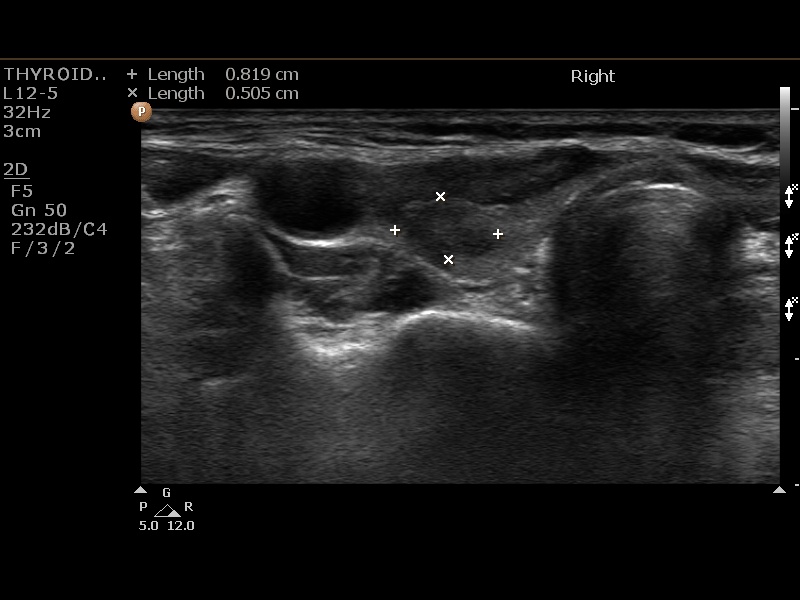 THYROID..
+ Length 0.819 cm
Right
L12-5
× Length 0.505 cm
32Hz
P
3cm
2D
F5
Gn 50
232dB/C4
F/3/2
G
P R
5.0 12.0